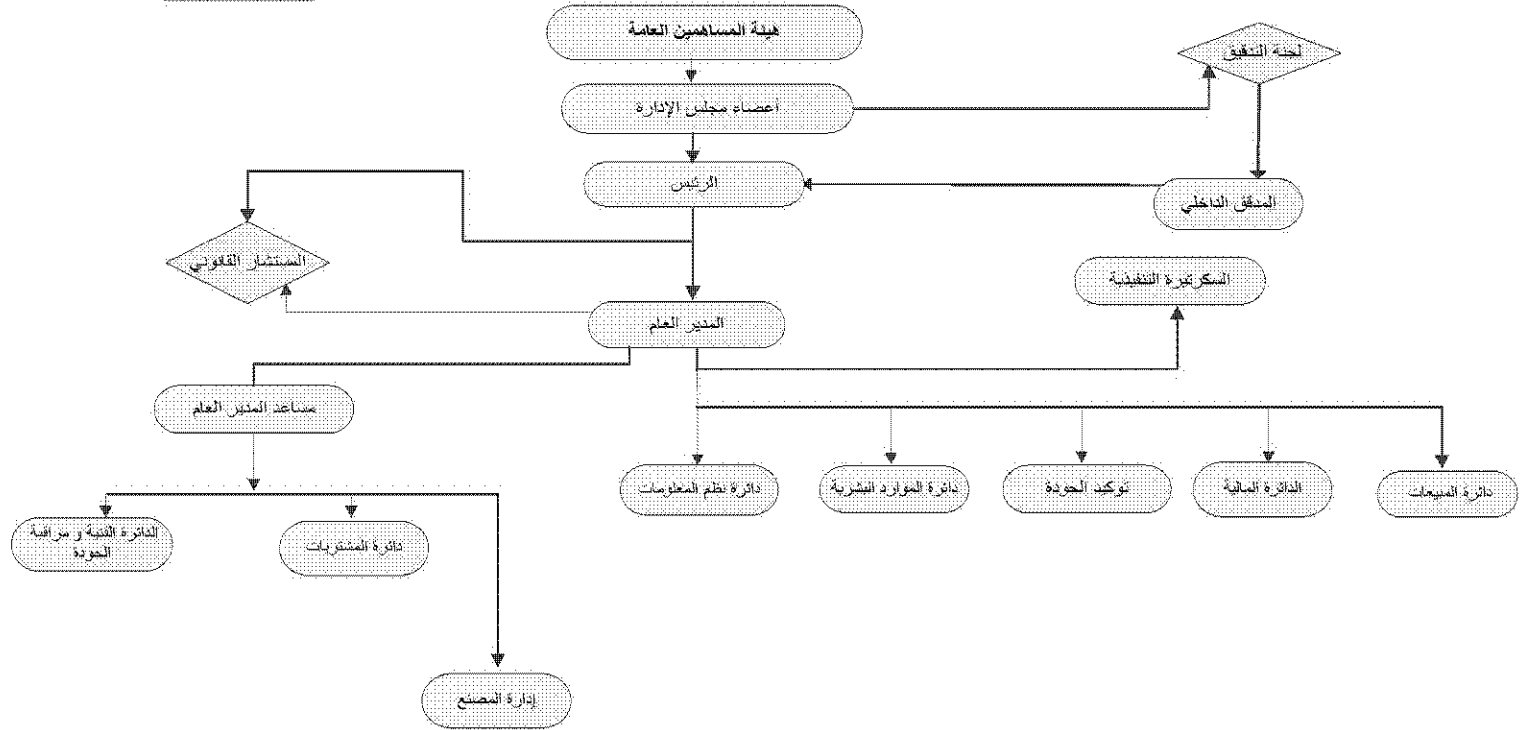 هيئة المساهمين العامة
لجنة التدقيق
أعضاء مجلس الإدارة
الرئيس
المدقق الداخلي
المستشار القانوني
السكرتيرة التنفيذية
المدير العام
مساعد المدير العام
دائرة المبيعات
الدائرة المالية
توكيد الجودة
دائرة الموارد البشرية
دائرة نظم المعلومات
دائرة المشتريات
الدائرة الفنية و مراقبة
الجودة
إدارة المصنع